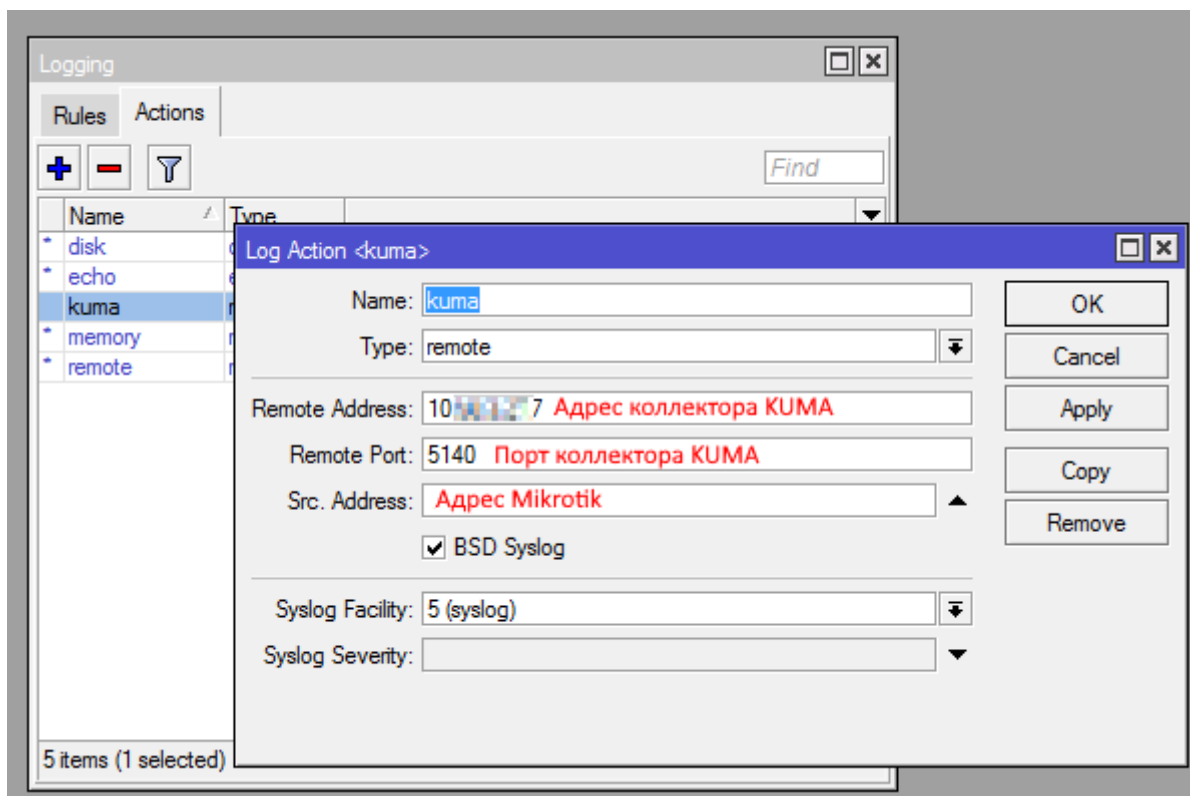 Logging
Rules Actions
Find
Name Type
* disk
* echo
kuma
* memory
* remote
5 items (1 selected)
Log Action <kuma>
Name: kuma
Type: remote
Remote Address: 10 7 Адрес коллектора KUMA
Remote Port: 5140 Порт коллектора KUMA
Src. Address: Адрес Mikrotik
BSD Syslog
Syslog Facility: 5 (syslog)
Syslog Severity:
OK
Cancel
Apply
Copy
Remove